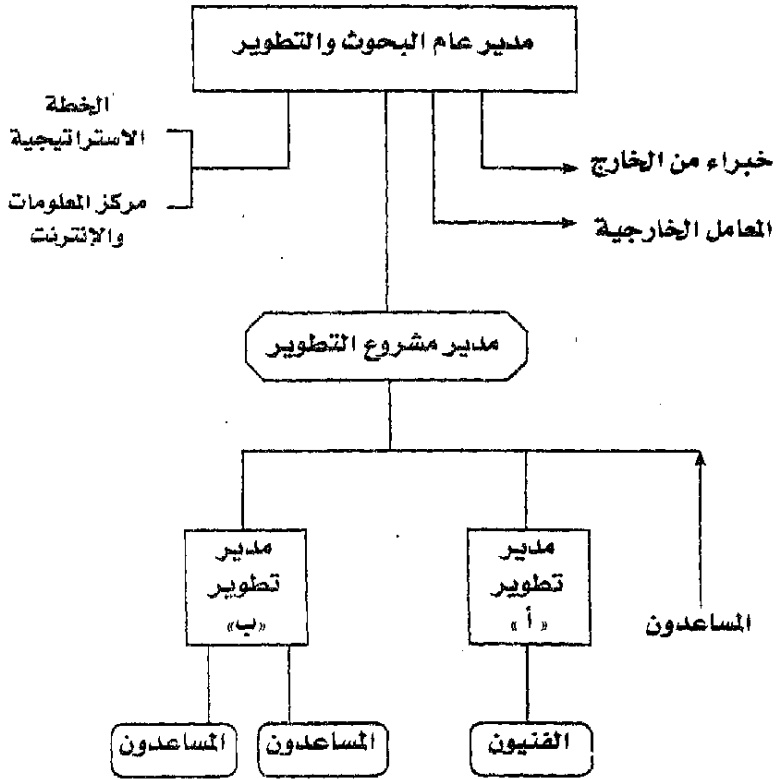 مدير عام البحوث والتطوير
الخطة
الاستراتيجية
خبراء من الخارج
مركز المعلومات
والإنترنت
المعامل الخارجية
مدير مشروع التطوير
مدير
تطوير
« أ »
مدير
تطوير
«ب»
المساعدون
الفنيون
المساعدون
المساعدون